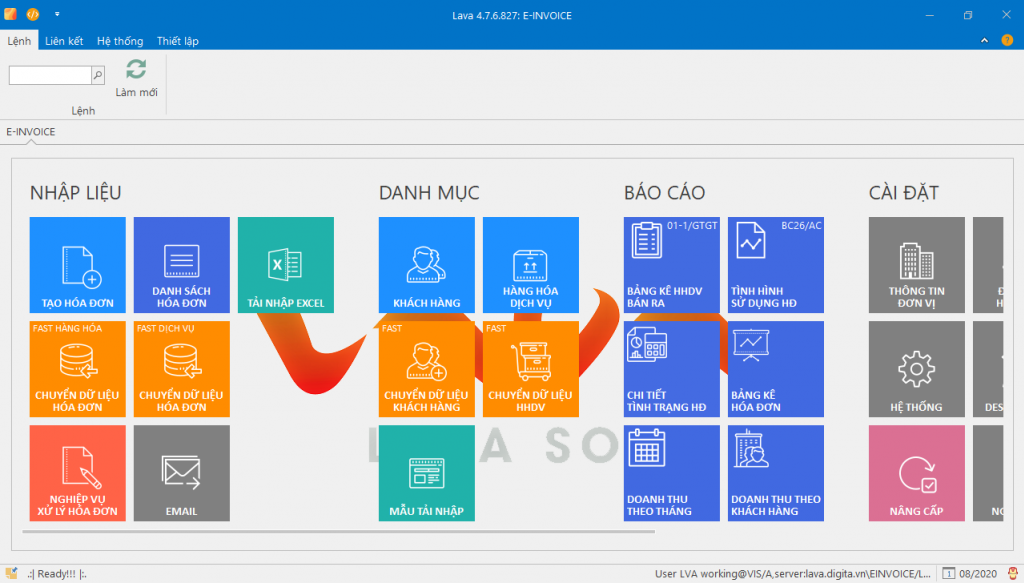 Lava 4.7.6.827: E-INVOICE
Lệnh Liên kết Hệ thống Thiết lập
Làm mới
Lệnh
E-INVOICE
NHẬP LIỆU
TẠO HÓA ĐƠN
DANH SÁCH
HÓA ĐƠN
TẢI NHẬP EXCEL
FAST HÀNG HÓA
CHUYỂN DỮ LIỆU
HÓA ĐƠN
FAST DỊCH VỤ
CHUYỂN DỮ LIỆU
HÓA ĐƠN
NGHIỆP VỤ
XỬ LÝ HÓA ĐƠN
EMAIL
DANH MỤC
KHÁCH HÀNG
HÀNG HÓA
DỊCH VỤ
FAST
CHUYỂN DỮ LIỆU
KHÁCH HÀNG
FAST
CHUYỂN DỮ LIỆU
HHDV
MẪU TẢI NHẬP
BÁO CÁO
01-1/GTGT
BẢNG KÊ HHDV
BÁN RA
BC26/AC
TÌNH HÌNH
SỬ DỤNG HĐ
CHI TIẾT
TÌNH TRẠNG HĐ
BẢNG KÊ
HÓA ĐƠN
DOANH THU
THEO THÁNG
DOANH THU THEO
KHÁCH HÀNG
CÀI ĐẶT
THÔNG TIN
ĐƠN VỊ
HỆ THỐNG
DES
NÂNG CẤP
L A SO
.:| Ready!!! |:.
User LVA working@VIS/A,server:lava.digita.vn\EINVOICE/L... 1 08/2020